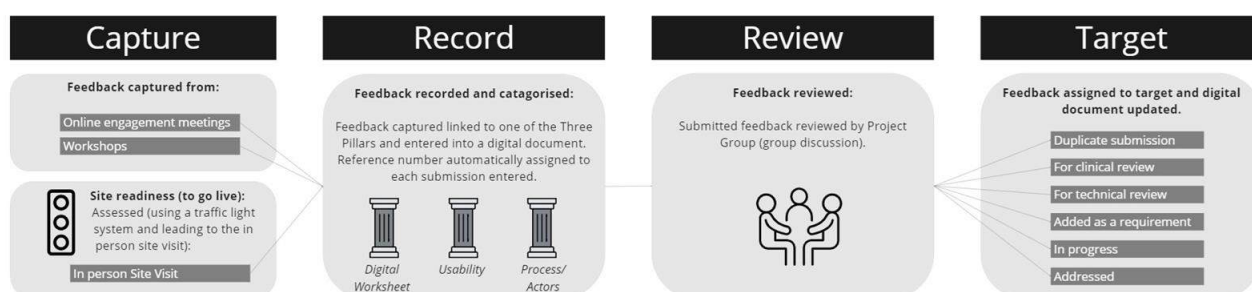 Capture
Feedback captured from:
Online engagement meetings
Workshops
Site readiness (to go live):
Assessed (using a traffic light
system and leading to the in
person site visit):
In person Site Visit
Record
Feedback recorded and catagorised:
Feedback captured linked to one of the Three
Pillars and entered into a digital document.
Reference number automatically assigned to
each submission entered.
Digital
Worksheet
Usability
Process/
Actors
Review
Feedback reviewed:
Submitted feedback reviewed by Project
Group (group discussion).
Target
Feedback assigned to target and digital
document updated.
Duplicate submission
For clinical review
For technical review
Added as a requirement
In progress
Addressed